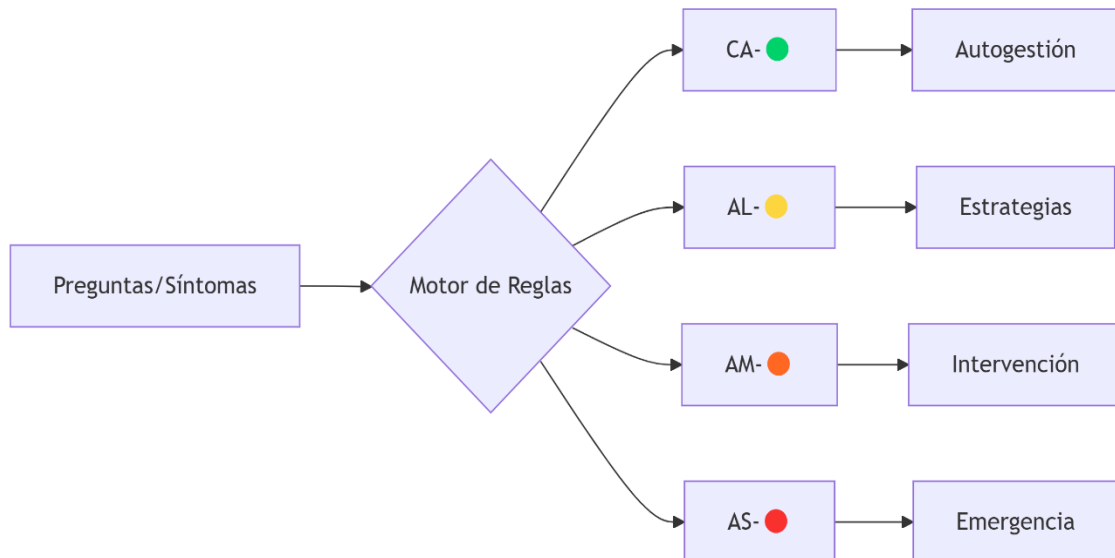 CA-
Autogestión
AL-
Estrategias
Preguntas/Síntomas
Motor de Reglas
AM-
Intervención
AS-
Emergencia